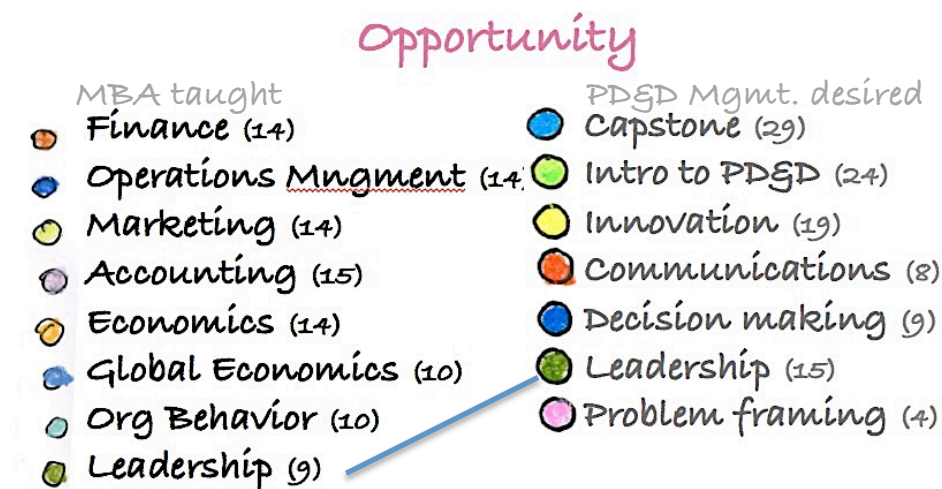 Opportunity
MBA taught
Finance (14)
Operations Mngment (14)
Marketing (14)
Accounting (15)
Economics (14)
Global Economics (10)
Org Behavior (10)
Leadership (9)
PD&D Mgmt. desired
Capstone (29)
Intro to PD&D (24)
Innovation (19)
Communications (8)
Decision making (9)
Leadership (15)
Problem framing (4)